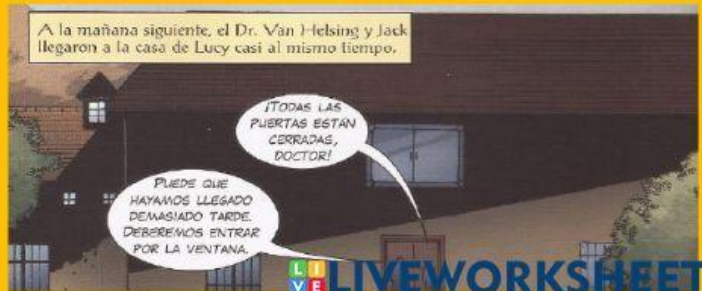 A la mañana siguiente, el Dr. Van Helsing y Jack
llegaron a la casa de Lucy casi al mismo tiempo.
¡TODAS LAS
PUERTAS ESTÁN
CERRADAS,
DOCTOR!
PUEDE QUE
HAYAMOS LLEGADO
DEMASIADO TARDE.
DEBEREMOS ENTRAR
POR LA VENTANA.
LIVE LIVEWORKSHEET